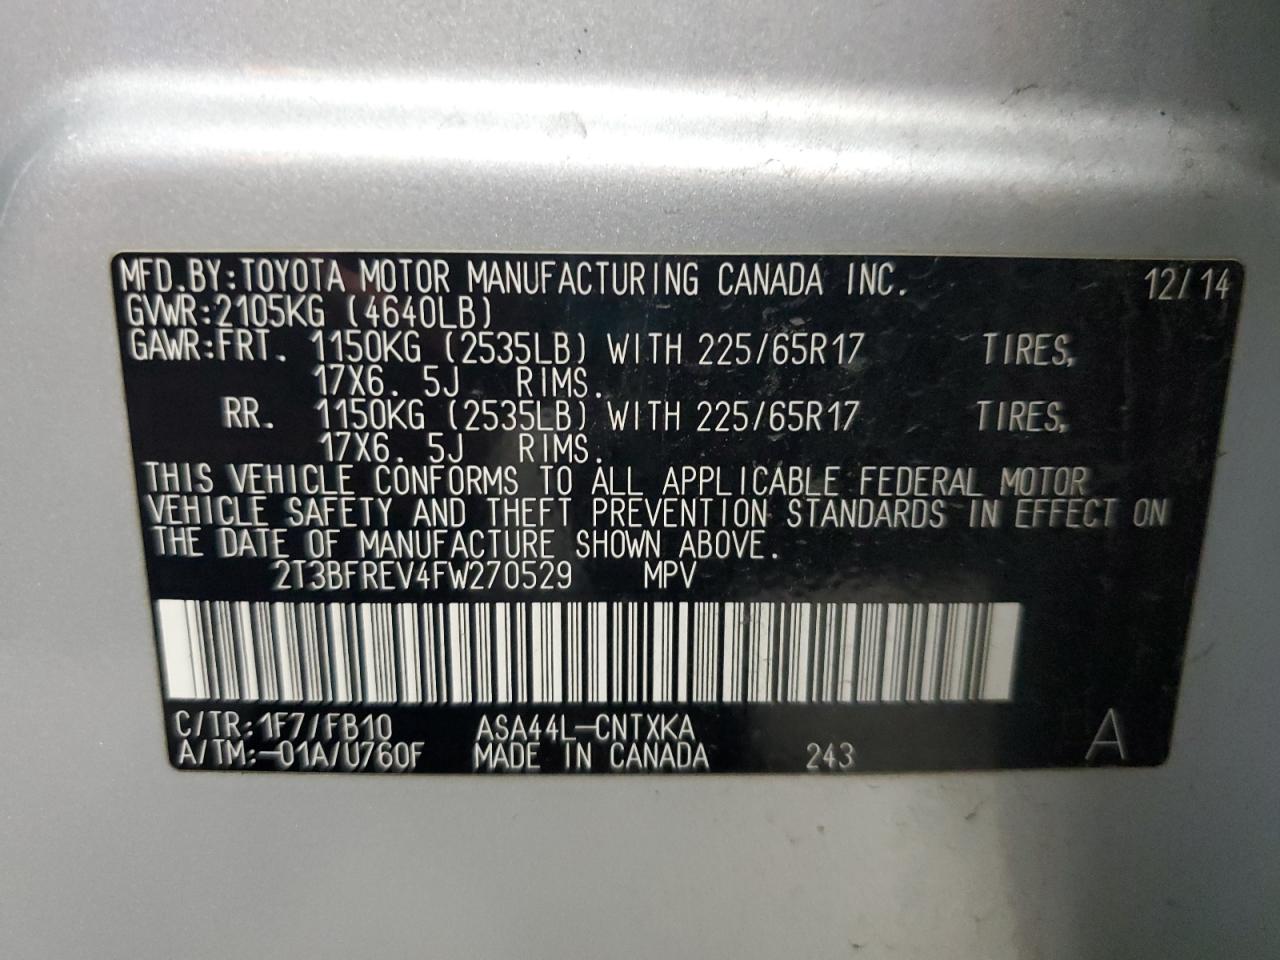 MFD.BY:TOYOTA MOTOR MANUFACTURING CANADA INC. 12/14
GVWR:2105KG (4640LB)
GAWR:FRT. 1150KG (2535LB) WITH 225/65R17 TIRES,
17X6. 5J RIMS.
RR. 1150KG (2535LB) WITH 225/65R17 TIRES,
17X6. 5J RIMS.
THIS VEHICLE CONFORMS TO ALL APPLICABLE FEDERAL MOTOR
VEHICLE SAFETY AND THEFT PREVENTION STANDARDS IN EFFECT ON
THE DATE OF MANUFACTURE SHOWN ABOVE.
2T3BFREV4FW270529 MPV
C/TR:1F7/FB10 ASA44L-CNTXKA
A/TM:-01A/U760F MADE IN CANADA 243 A